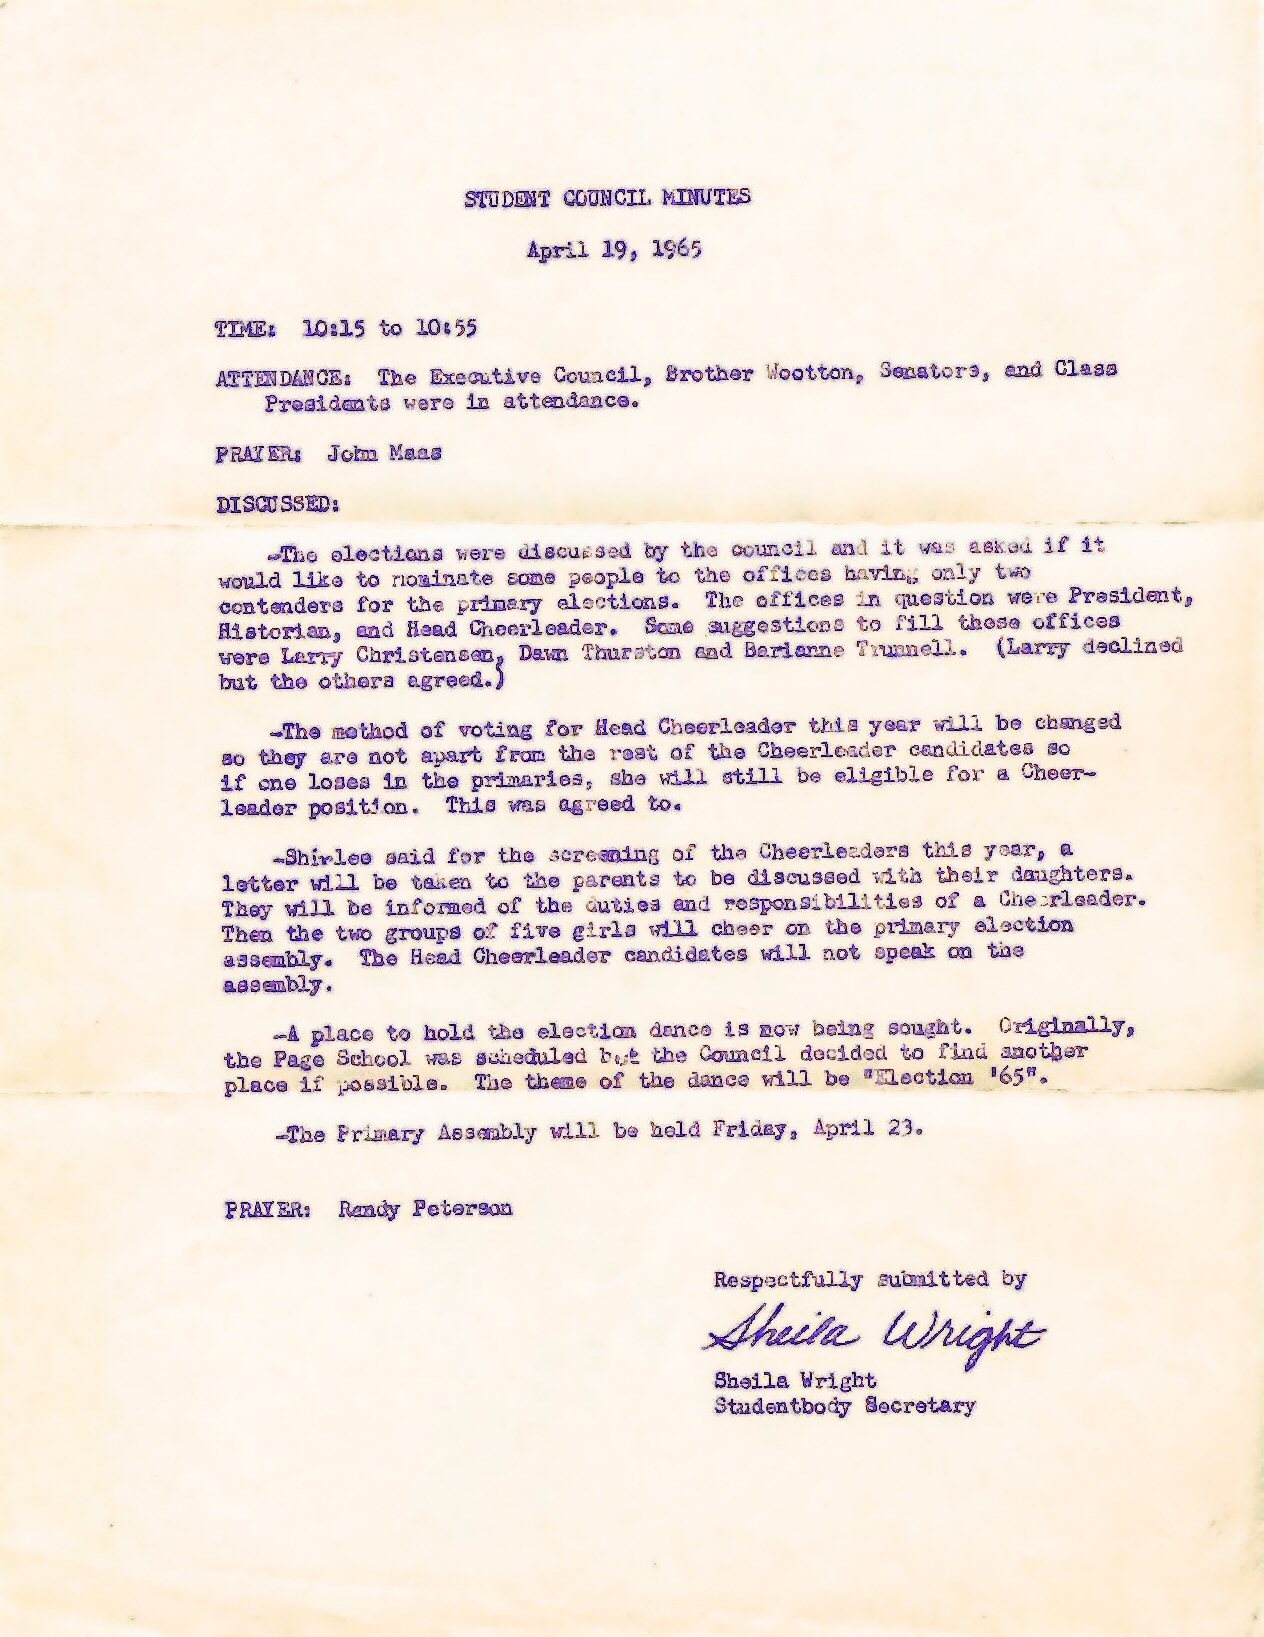 STUDENT COUNCIL MINUTES
April 19, 1965
TIME: 10:15 to 10:55
ATTENDANCE: The Executive Council, Brother Wootton, Senators, and Class
Presidents were in attendance.
PRAYER: John Maas
DISCUSSED:
-The elections were discussed by the council and it was asked if it
would like to nominate some people to the offices having only two
contenders for the primary elections. The offices in question were President,
Historian, and Head Cheerleader. Some suggestions to fill these offices
were Larry Christensen, Dawn Thurston and Barianne Trunnell. (Larry declined
but the others agreed.)
-The method of voting for Head Cheerleader this year will be changed
so they are not apart from the rest of the Cheerleader candidates so
if one loses in the primaries, she will still be eligible for a Cheer-
leader position. This was agreed to.
-Shirlee said for the screening of the Cheerleaders this year, a
letter will be taken to the parents to be discussed with their daughters.
They will be informed of the duties and responsibilities of a Cheerleader.
Then the two groups of five girls will cheer on the primary election
assembly. The Head Cheerleader candidates will not speak on the
assembly.
-A place to hold the election dance is now being sought. Originally,
the Page School was scheduled but the Council decided to find another
place if possible. The theme of the dance will be "Election '65".
-The Primary Assembly will be held Friday, April 23.
PRAYER: Randy Peterson
Respectfully submitted by
Sheila Wright
Sheila Wright
Studentbody Secretary